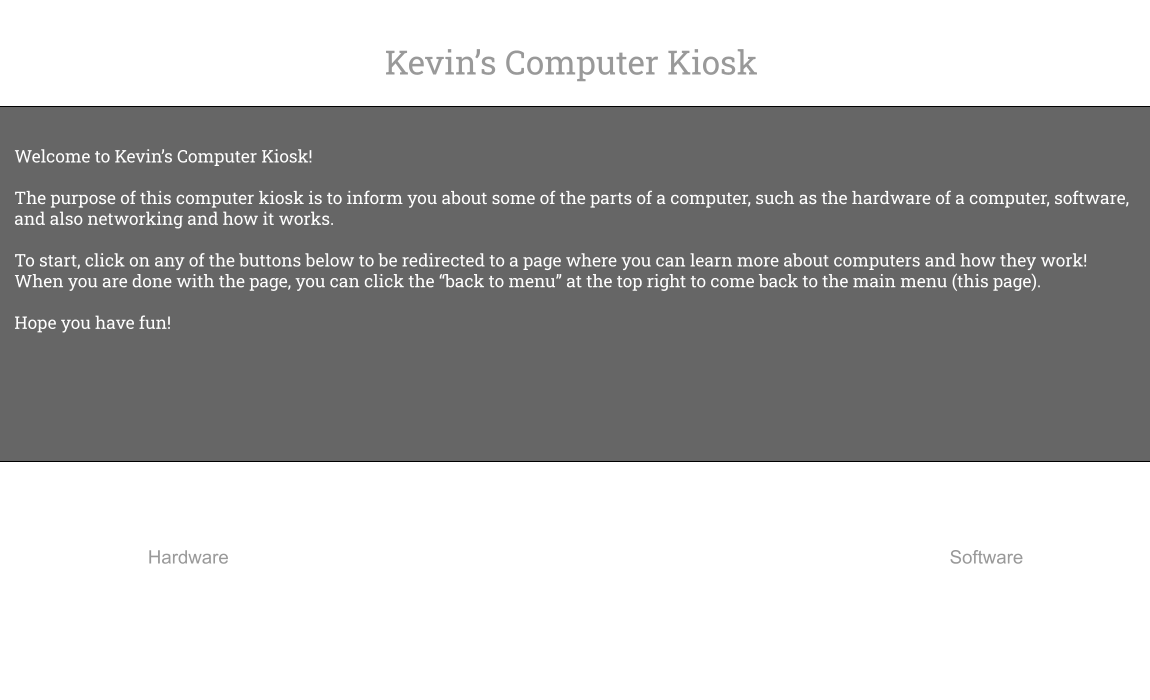 Kevin’s Computer Kiosk
Welcome to Kevin’s Computer Kiosk!
The purpose of this computer kiosk is to inform you about some of the parts of a computer, such as the hardware of a computer, software,
and also networking and how it works.
To start, click on any of the buttons below to be redirected to a page where you can learn more about computers and how they work!
When you are done with the page, you can click the “back to menu” at the top right to come back to the main menu (this page).
Hope you have fun!
Hardware
Software